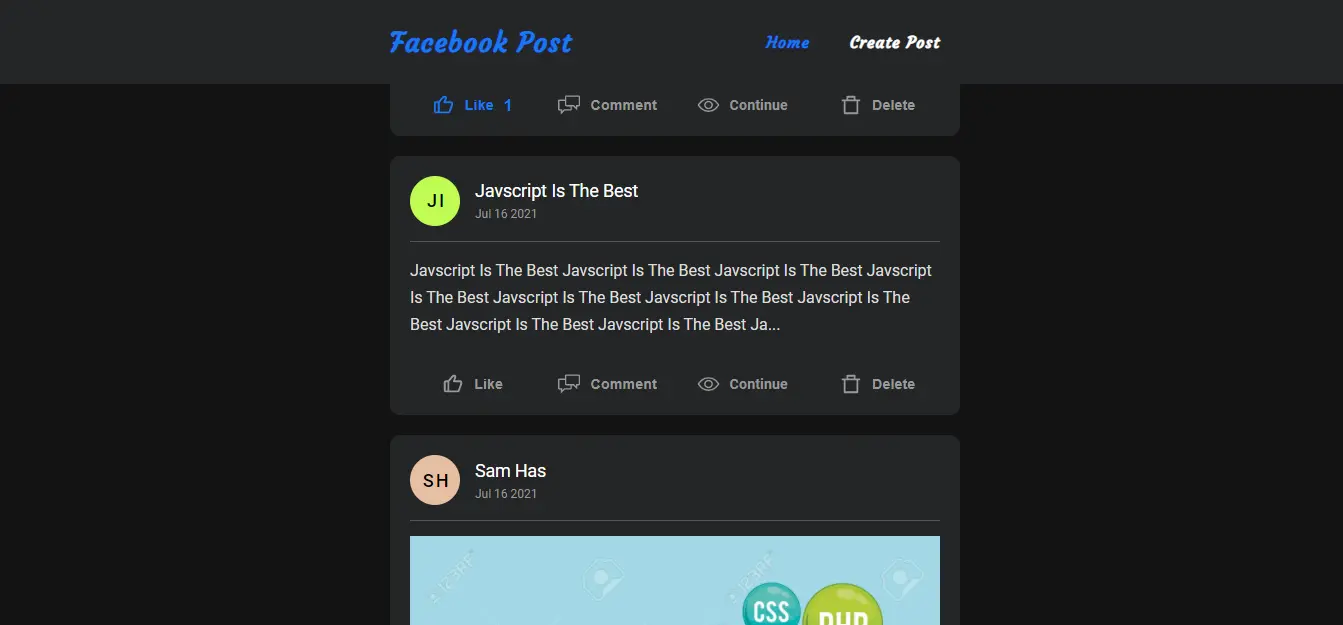 Facebook Post Home Create Post
Like 1 Comment Continue Delete
JI
Javscript Is The Best
Jul 16 2021
Javscript Is The Best Javscript Is The Best Javscript Is The Best Javscript
Is The Best Javscript Is The Best Javscript Is The Best Javscript Is The
Best Javscript Is The Best Javscript Is The Best Ja...
Like Comment Continue Delete
SH
Sam Has
Jul 16 2021
123RF 123RF
CSS PHP